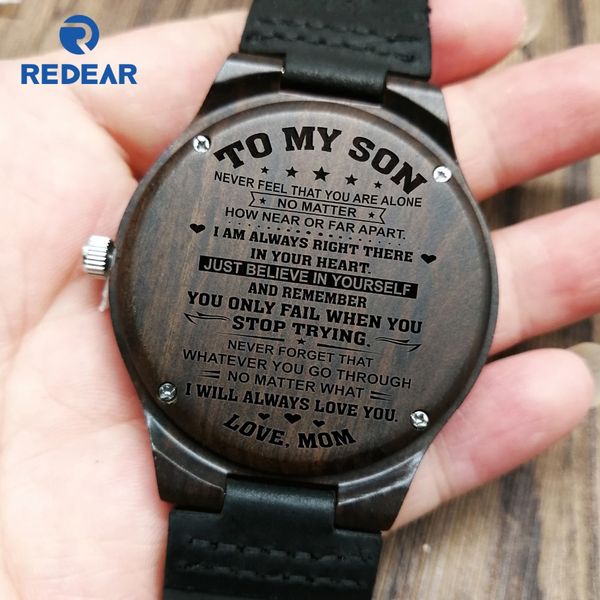 REDEAR
TO MY SON
NEVER FEEL THAT YOU ARE ALONE
NO MATTER
HOW NEAR OR FAR APART.
I AM ALWAYS RIGHT THERE
IN YOUR HEART.
JUST BELIEVE IN YOURSELF
AND REMEMBER
YOU ONLY FAIL WHEN YOU
STOP TRYING.
NEVER FORGET THAT
WHATEVER YOU GO THROUGH
NO MATTER WHAT
I WILL ALWAYS LOVE YOU.
LOVE, MOM